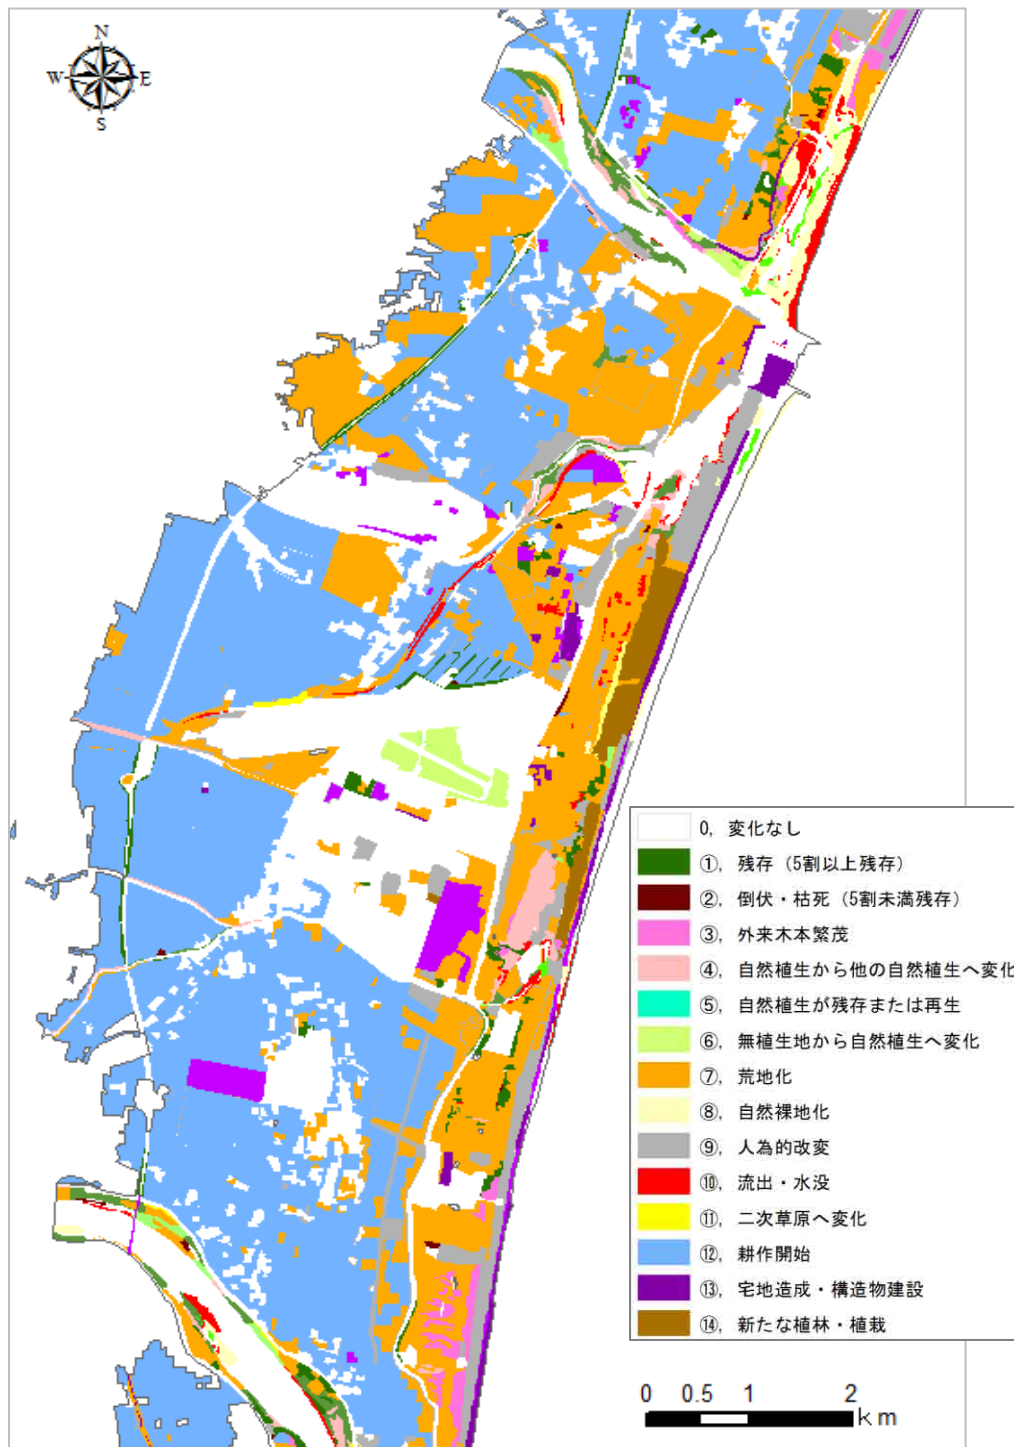 N
W E
S
0, 変化なし
①, 残存（5割以上残存）
②, 倒伏・枯死（5割未満残存）
③, 外来木本繁茂
④, 自然植生から他の自然植生へ変化
⑤, 自然植生が残存または再生
⑥, 無植生地から自然植生へ変化
⑦, 荒地化
⑧, 自然裸地化
⑨, 人為的改変
⑩, 流出・水没
⑪, 二次草原へ変化
⑫, 耕作開始
⑬, 宅地造成・構造物建設
⑭, 新たな植林・植栽
0 0.5 1 2
km